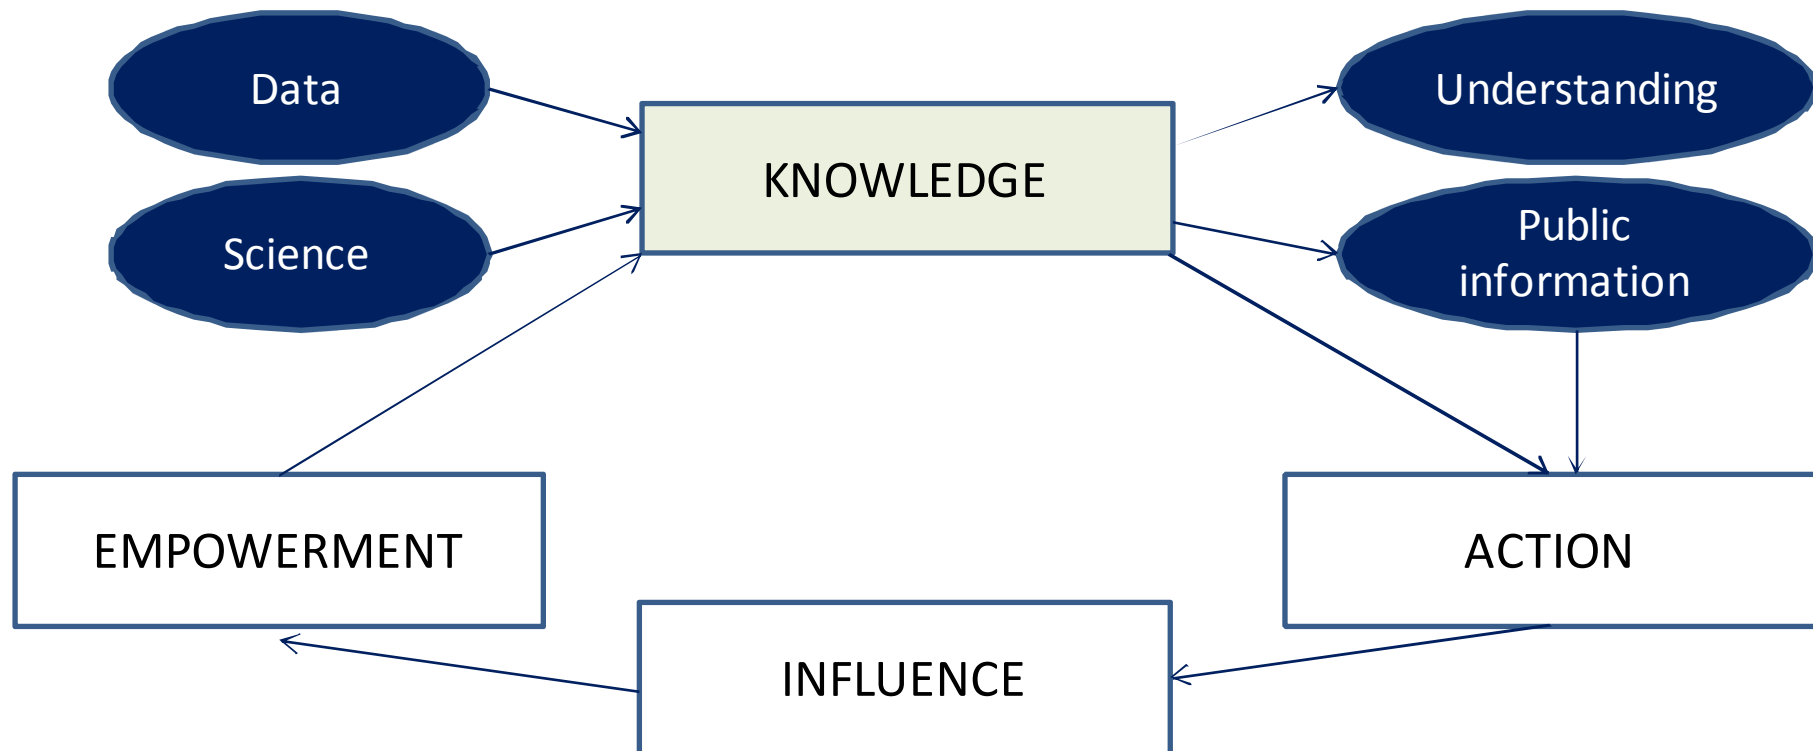 Data
Understanding
KNOWLEDGE
Science
Public
information
EMPOWERMENT
ACTION
INFLUENCE